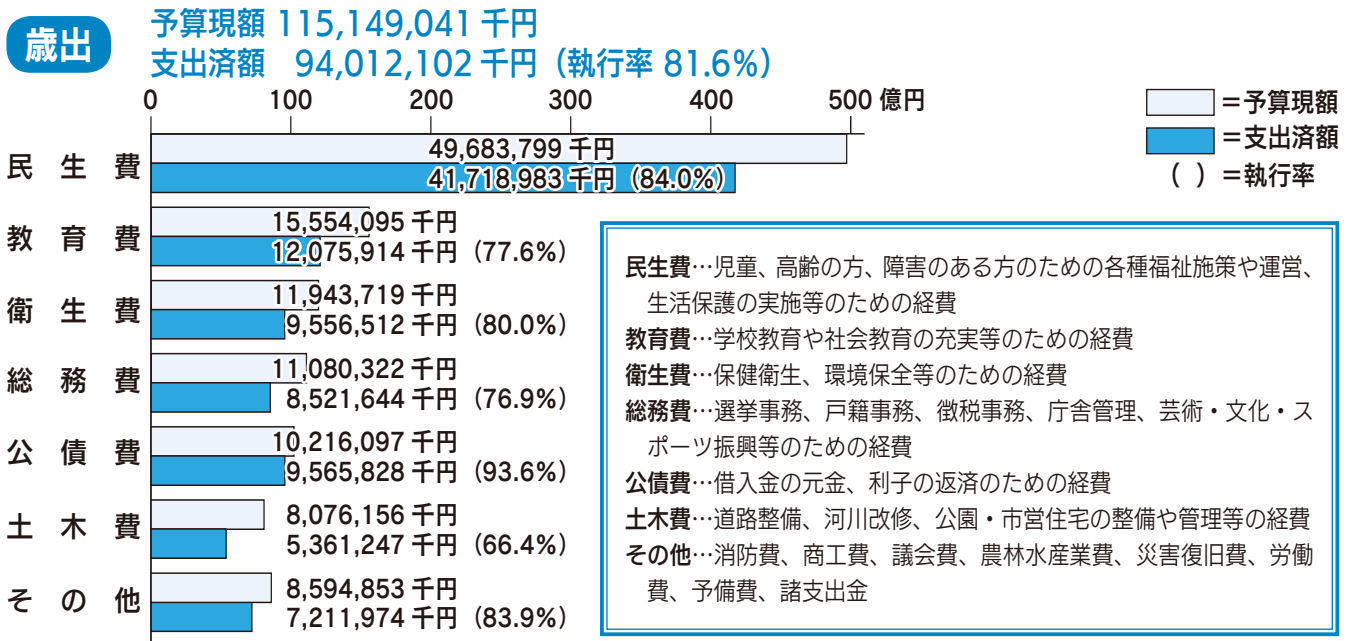 歳出
予算現額 115,149,041 千円
支出済額 94,012,102 千円（執行率 81.6％）
0 100 200 300 400 500 億円
＝予算現額
＝支出済額
（ ）＝執行率
民生費
49,683,799 千円
41,718,983 千円（84.0％）
教育費
15,554,095 千円
12,075,914 千円（77.6％）
衛生費
11,943,719 千円
9,556,512 千円（80.0％）
総務費
11,080,322 千円
8,521,644 千円（76.9％）
公債費
10,216,097 千円
9,565,828 千円（93.6％）
土木費
8,076,156 千円
5,361,247 千円（66.4％）
その他
8,594,853 千円
7,211,974 千円（83.9％）
民生費…児童、高齢の方、障害のある方のための各種福祉施策や運営、
生活保護の実施等のための経費
教育費…学校教育や社会教育の充実等のための経費
衛生費…保健衛生、環境保全等のための経費
総務費…選挙事務、戸籍事務、徴税事務、庁舎管理、芸術・文化・ス
ポーツ振興等のための経費
公債費…借入金の元金、利子の返済のための経費
土木費…道路整備、河川改修、公園・市営住宅の整備や管理等の経費
その他…消防費、商工費、議会費、農林水産業費、災害復旧費、労働
費、予備費、諸支出金